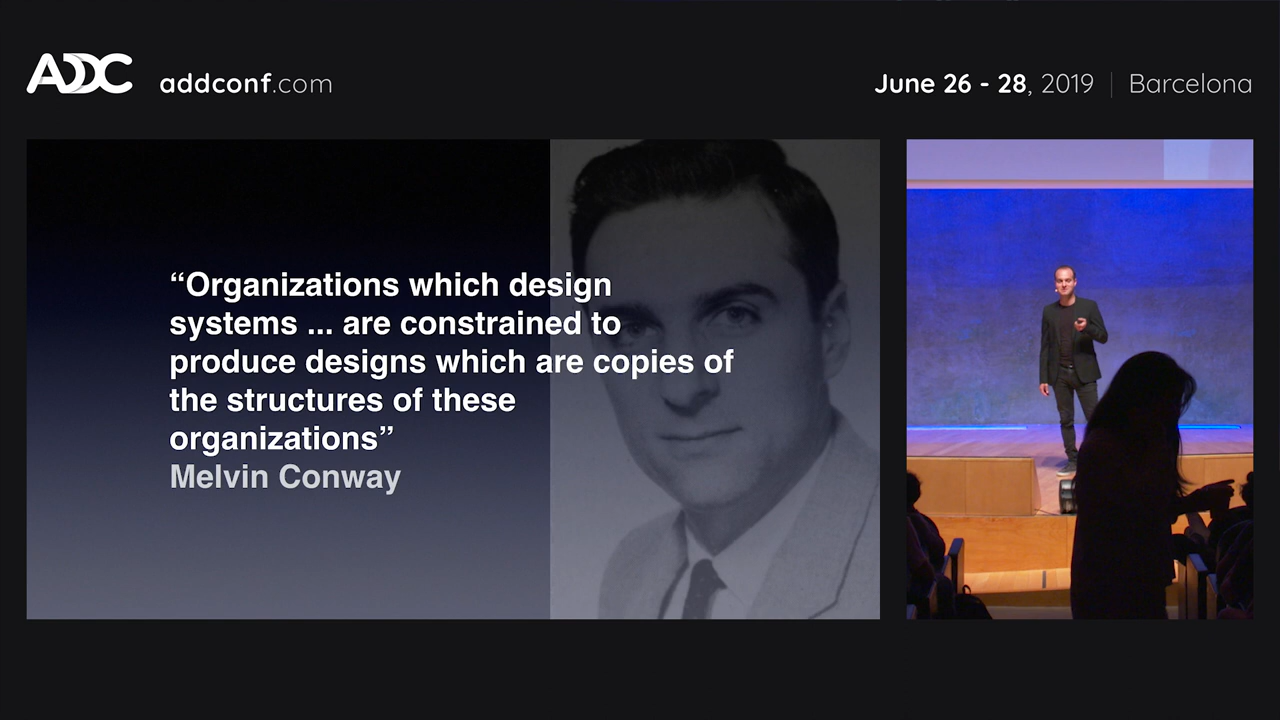 ADDC addconf.com
June 26 - 28, 2019 | Barcelona
“Organizations which design
systems ... are constrained to
produce designs which are copies of
the structures of these
organizations”
Melvin Conway